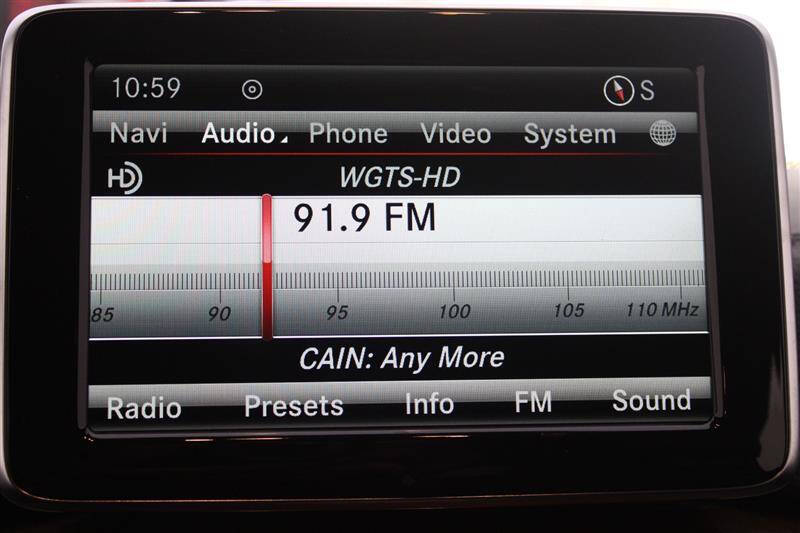 10:59 S
Navi Audio Phone Video System
HD WGTS-HD
91.9 FM
85 90 95 100 105 110 MHz
CAIN: Any More
Radio Presets Info FM Sound